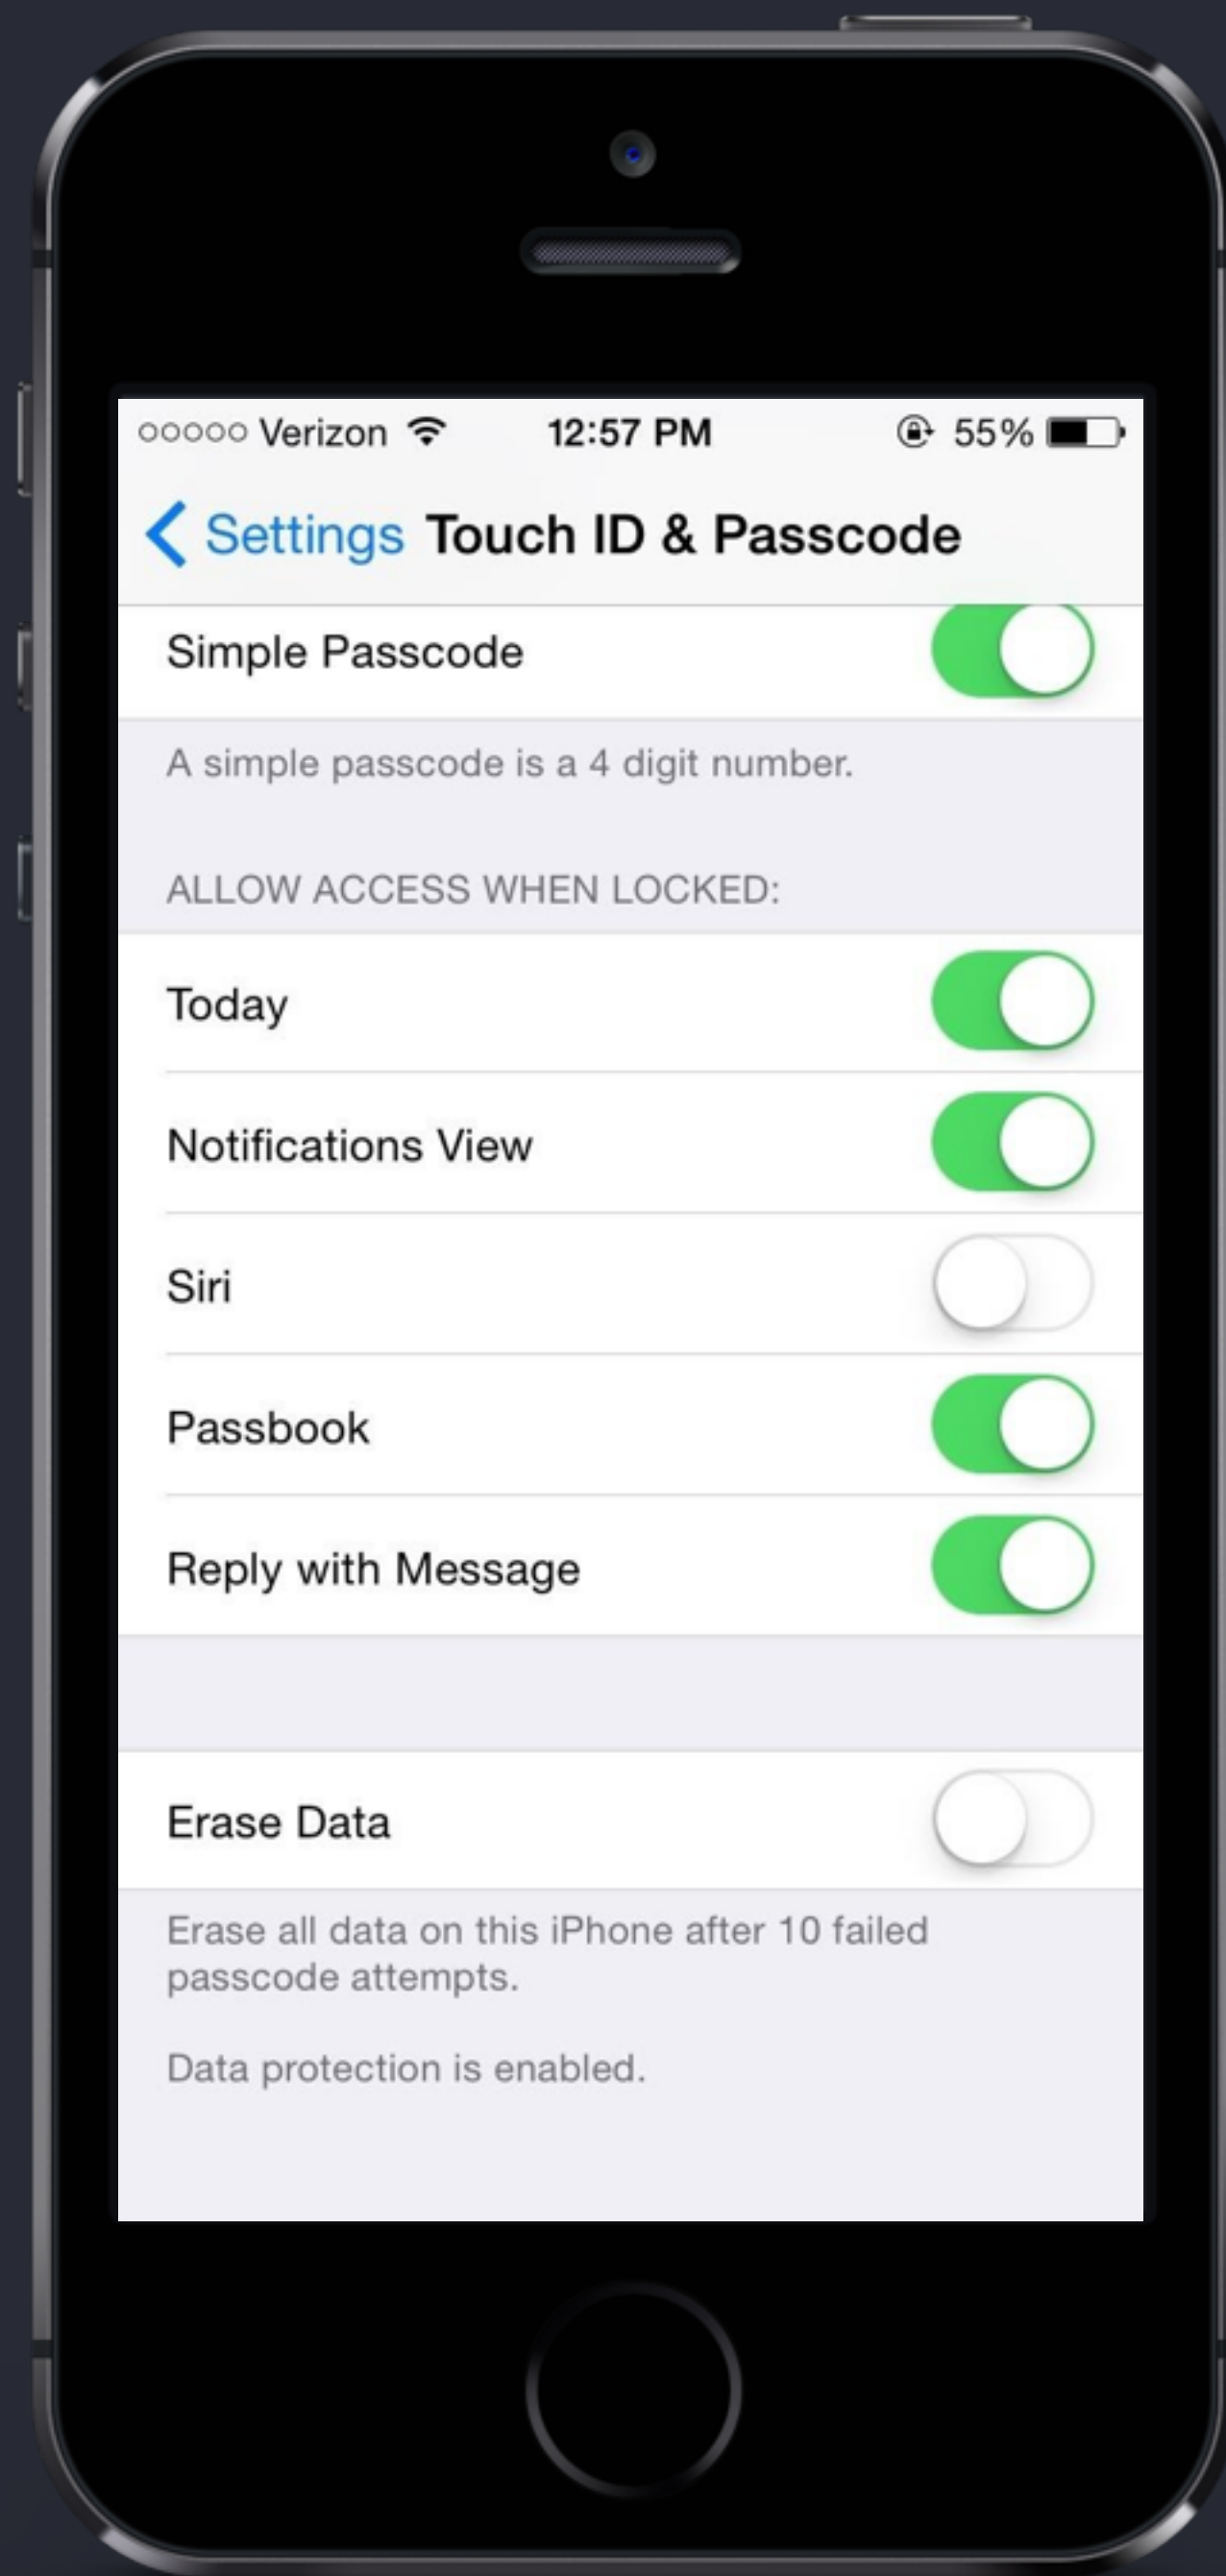 Verizon 12:57 PM 55%
Settings Touch ID & Passcode
Simple Passcode
A simple passcode is a 4 digit number.
ALLOW ACCESS WHEN LOCKED:
Today
Notifications View
Siri
Passbook
Reply with Message
Erase Data
Erase all data on this iPhone after 10 failed
passcode attempts.
Data protection is enabled.